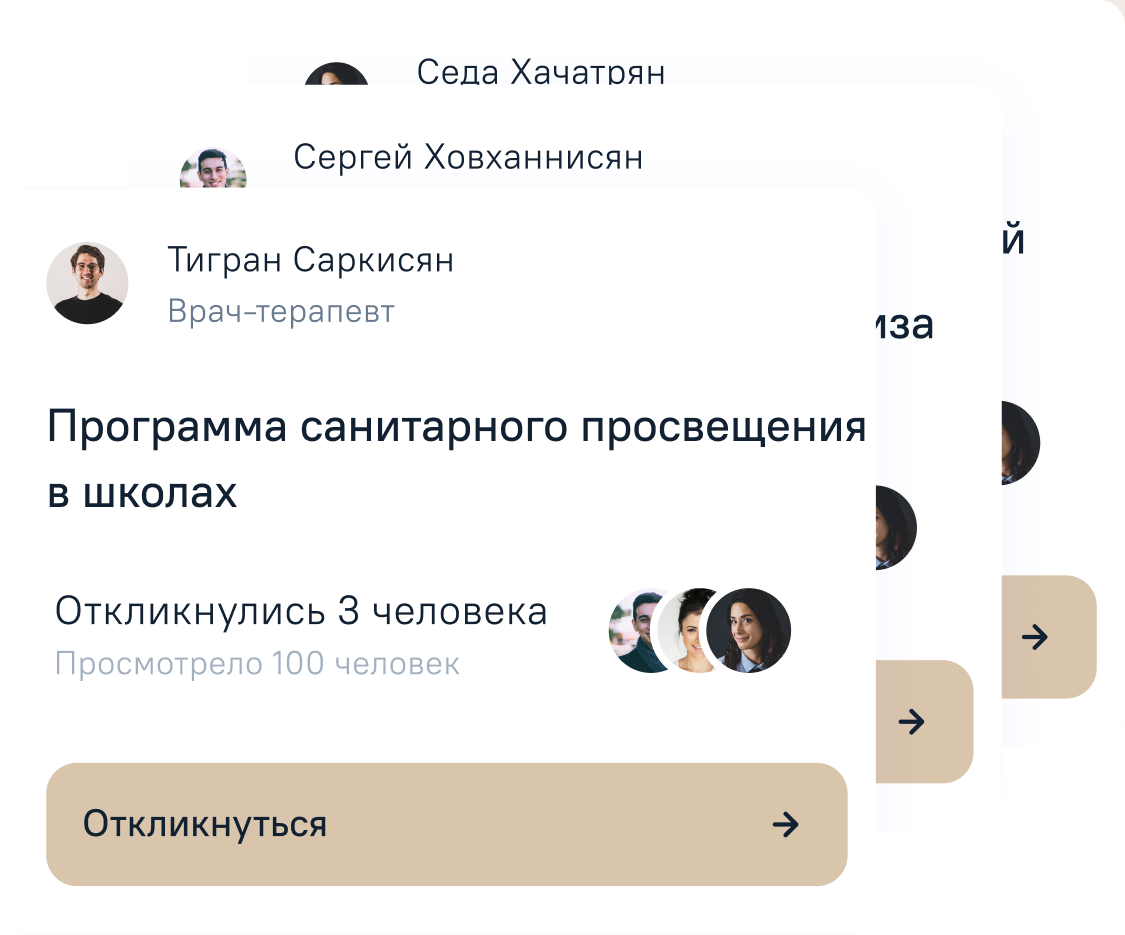 Седа Хачатрян
Сергей Ховханнисян
Тигран Саркисян
Врач-терапевт
Программа санитарного просвещения
в школах
Откликнулись 3 человека
Просмотрело 100 человек
Откликнуться